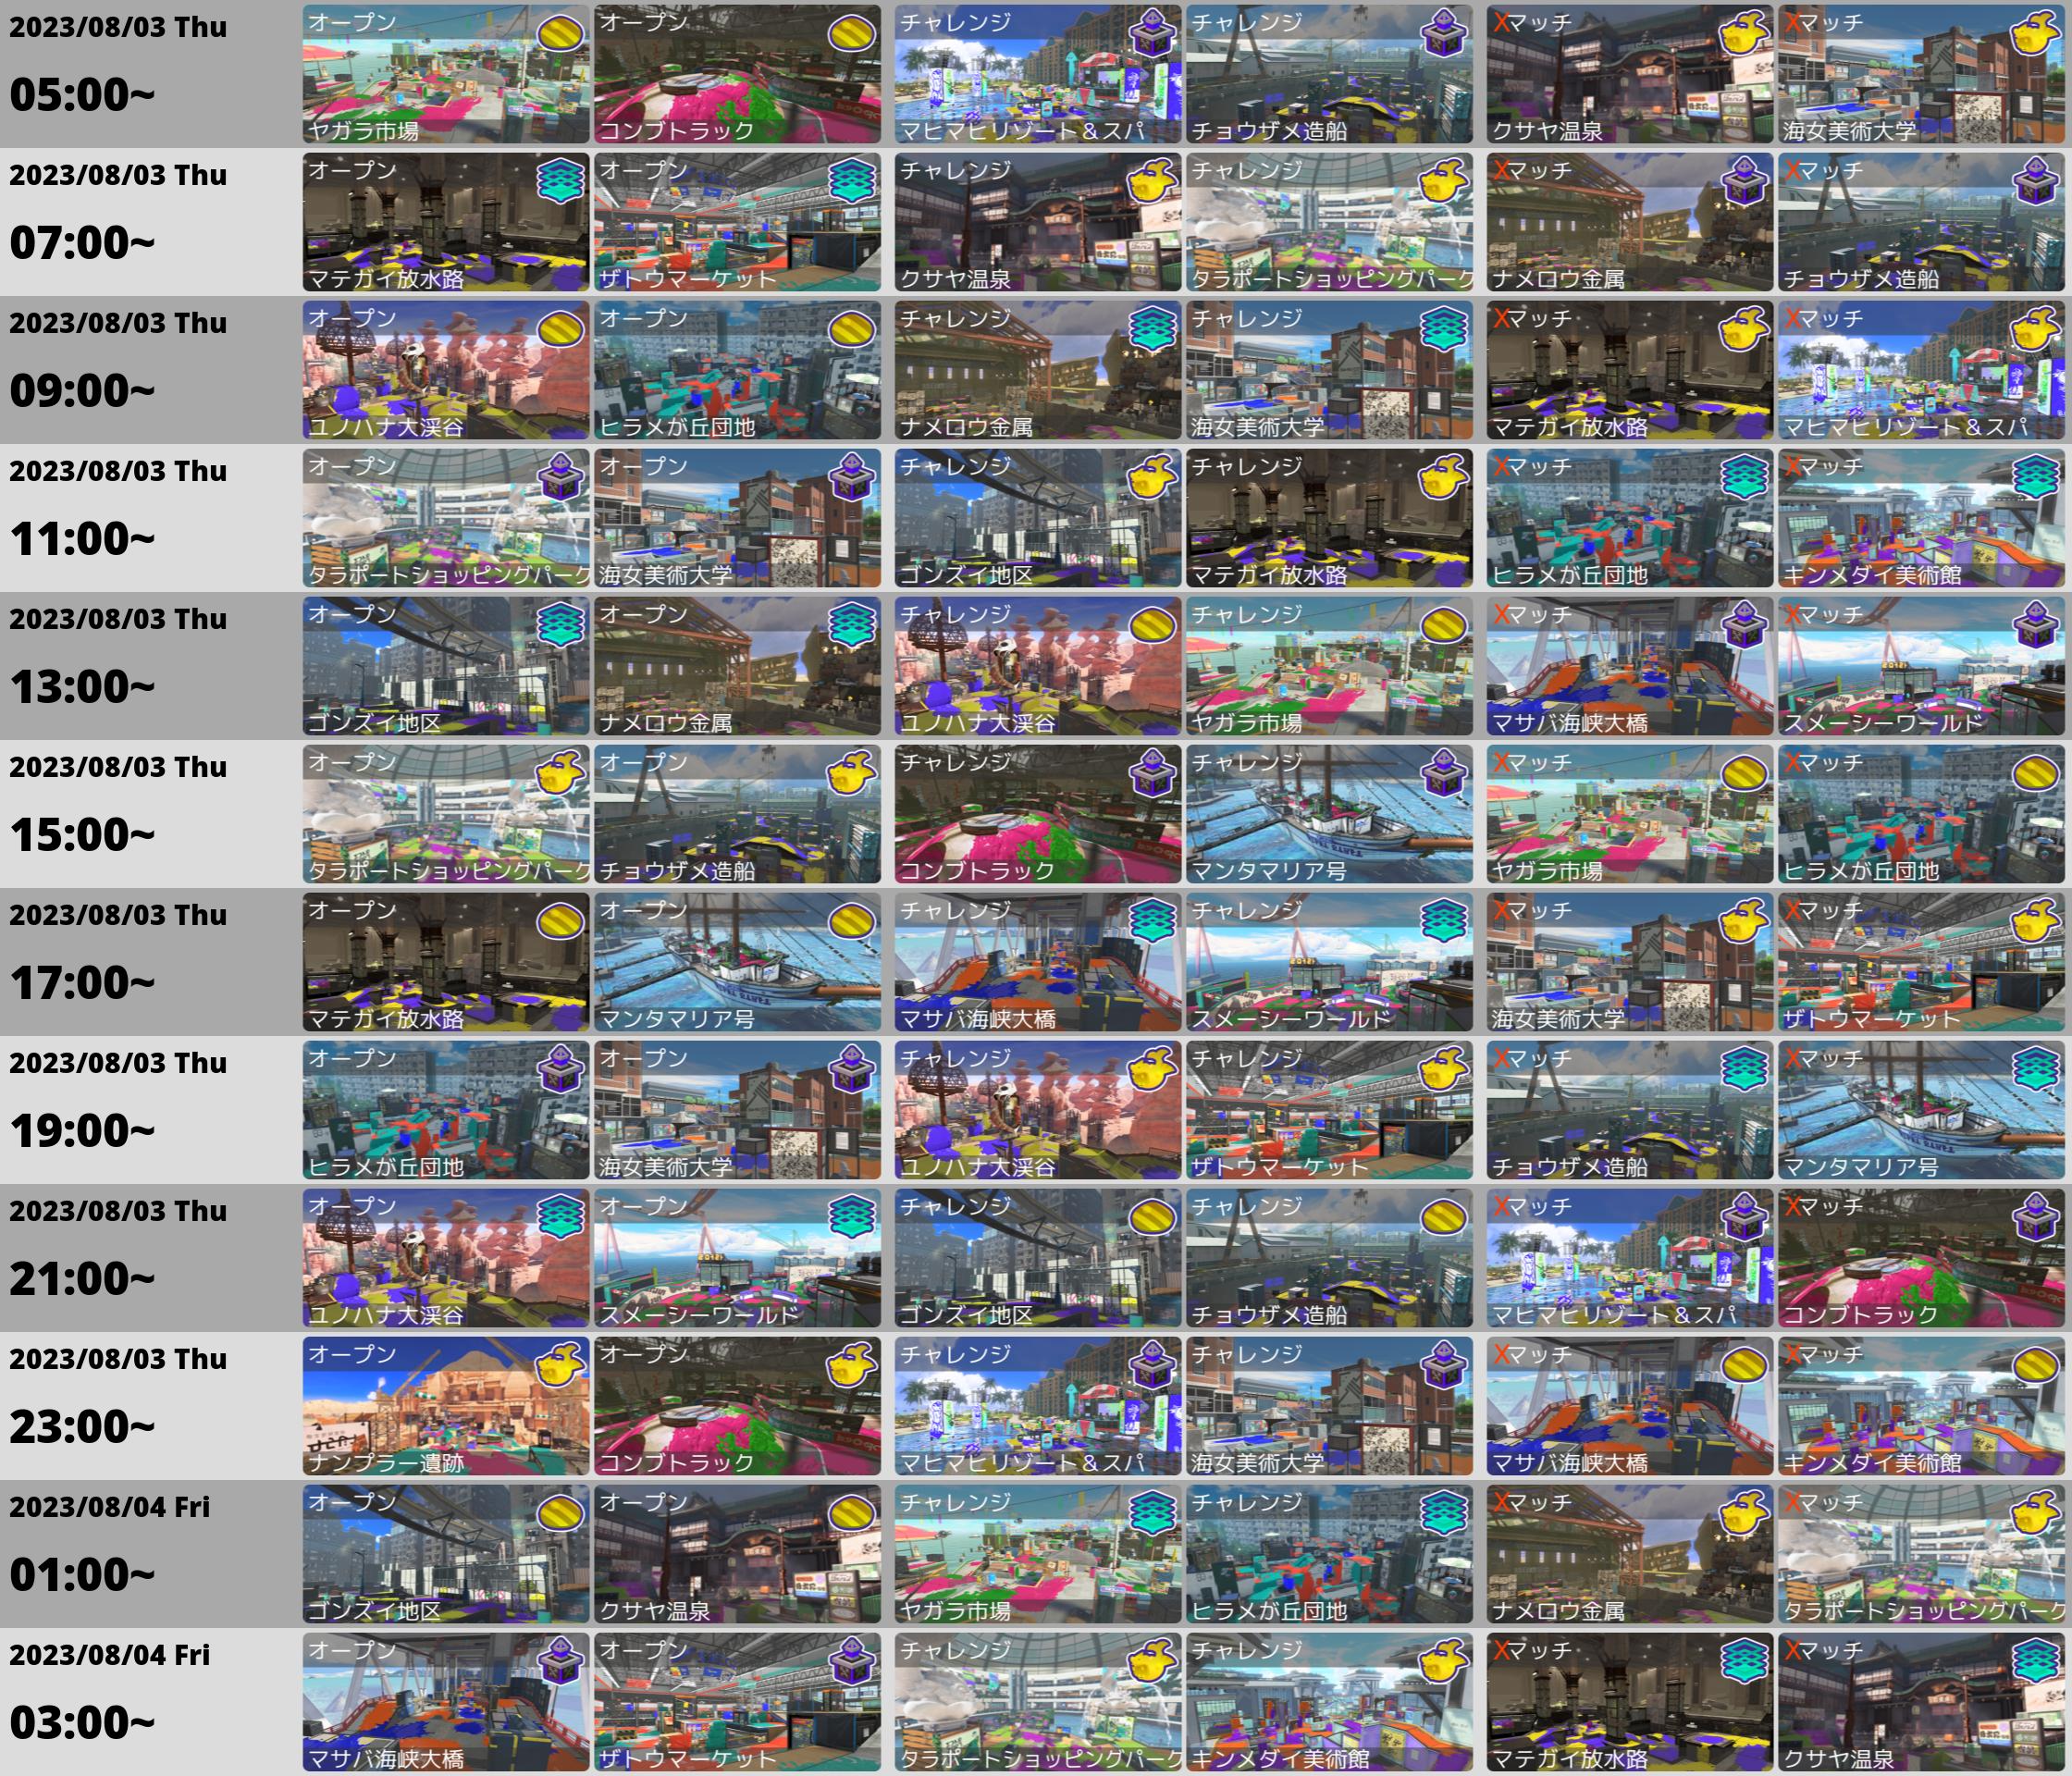 2023/08/03 Thu
05:00~
オープン
ヤガラ市場
オープン
コンブトラック
チャレンジ
マヒマヒリゾート＆スパ
チャレンジ
チョウザメ造船
Xマッチ
クサヤ温泉
Xマッチ
海女美術大学
2023/08/03 Thu
07:00~
オープン
マテガイ放水路
オープン
ザトウマーケット
チャレンジ
クサヤ温泉
チャレンジ
タラポートショッピングパーク
Xマッチ
ナメロウ金属
Xマッチ
チョウザメ造船
2023/08/03 Thu
09:00~
オープン
ユノハナ大渓谷
オープン
ヒラメが丘団地
チャレンジ
ナメロウ金属
チャレンジ
海女美術大学
Xマッチ
マテガイ放水路
Xマッチ
マヒマヒリゾート＆スパ
2023/08/03 Thu
11:00~
オープン
タラポートショッピングパーク
オープン
海女美術大学
チャレンジ
ゴンズイ地区
チャレンジ
マテガイ放水路
Xマッチ
ヒラメが丘団地
Xマッチ
キンメダイ美術館
2023/08/03 Thu
13:00~
オープン
ゴンズイ地区
オープン
ナメロウ金属
チャレンジ
ユノハナ大渓谷
チャレンジ
ヤガラ市場
Xマッチ
マサバ海峡大橋
Xマッチ
スメーシーワールド
2023/08/03 Thu
15:00~
オープン
タラポートショッピングパーク
オープン
チョウザメ造船
チャレンジ
コンブトラック
チャレンジ
マンタマリア号
Xマッチ
ヤガラ市場
Xマッチ
ヒラメが丘団地
2023/08/03 Thu
17:00~
オープン
マテガイ放水路
オープン
マンタマリア号
チャレンジ
マサバ海峡大橋
チャレンジ
スメーシーワールド
Xマッチ
海女美術大学
Xマッチ
ザトウマーケット
2023/08/03 Thu
19:00~
オープン
ヒラメが丘団地
オープン
海女美術大学
チャレンジ
ユノハナ大渓谷
チャレンジ
ザトウマーケット
Xマッチ
チョウザメ造船
Xマッチ
マンタマリア号
2023/08/03 Thu
21:00~
オープン
ユノハナ大渓谷
オープン
スメーシーワールド
チャレンジ
ゴンズイ地区
チャレンジ
チョウザメ造船
Xマッチ
マヒマヒリゾート＆スパ
Xマッチ
コンブトラック
2023/08/03 Thu
23:00~
オープン
ナンプラー遺跡
オープン
コンブトラック
チャレンジ
マヒマヒリゾート＆スパ
チャレンジ
海女美術大学
Xマッチ
マサバ海峡大橋
Xマッチ
キンメダイ美術館
2023/08/04 Fri
01:00~
オープン
ゴンズイ地区
オープン
クサヤ温泉
チャレンジ
ヤガラ市場
チャレンジ
ヒラメが丘団地
Xマッチ
ナメロウ金属
Xマッチ
タラポートショッピングパーク
2023/08/04 Fri
03:00~
オープン
マサバ海峡大橋
オープン
ザトウマーケット
チャレンジ
タラポートショッピングパーク
チャレンジ
キンメダイ美術館
Xマッチ
マテガイ放水路
Xマッチ
クサヤ温泉